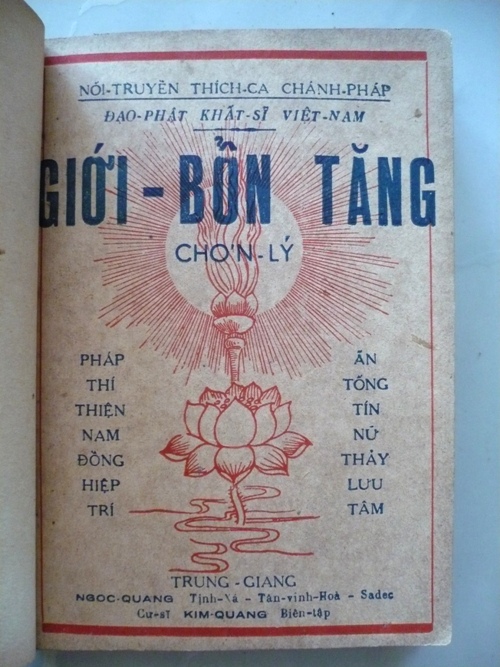 NỐI-TRUYỀN THÍCH-CA CHÁNH-PHÁP
ĐẠO-PHẬT KHẤT-SĨ VIỆT-NAM
GIỚI-BỔN TĂNG
CHƠN-LÝ
PHÁP
THÍ
THIỆN
NAM
ĐỒNG
HIỆP
TRÍ
ẤN
TỐNG
TÍN
NỮ
THẢY
LƯU
TÂM
TRUNG-GIANG
NGỌC-QUANG Tịnh-Xá - Tân-vinh-Hoà - Sadec
Cư-sĩ KIM-QUANG Biên-tập